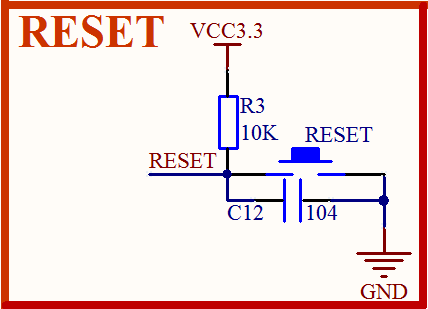 RESET
VCC3.3
R3
10K
RESET
RESET
C12
104
GND